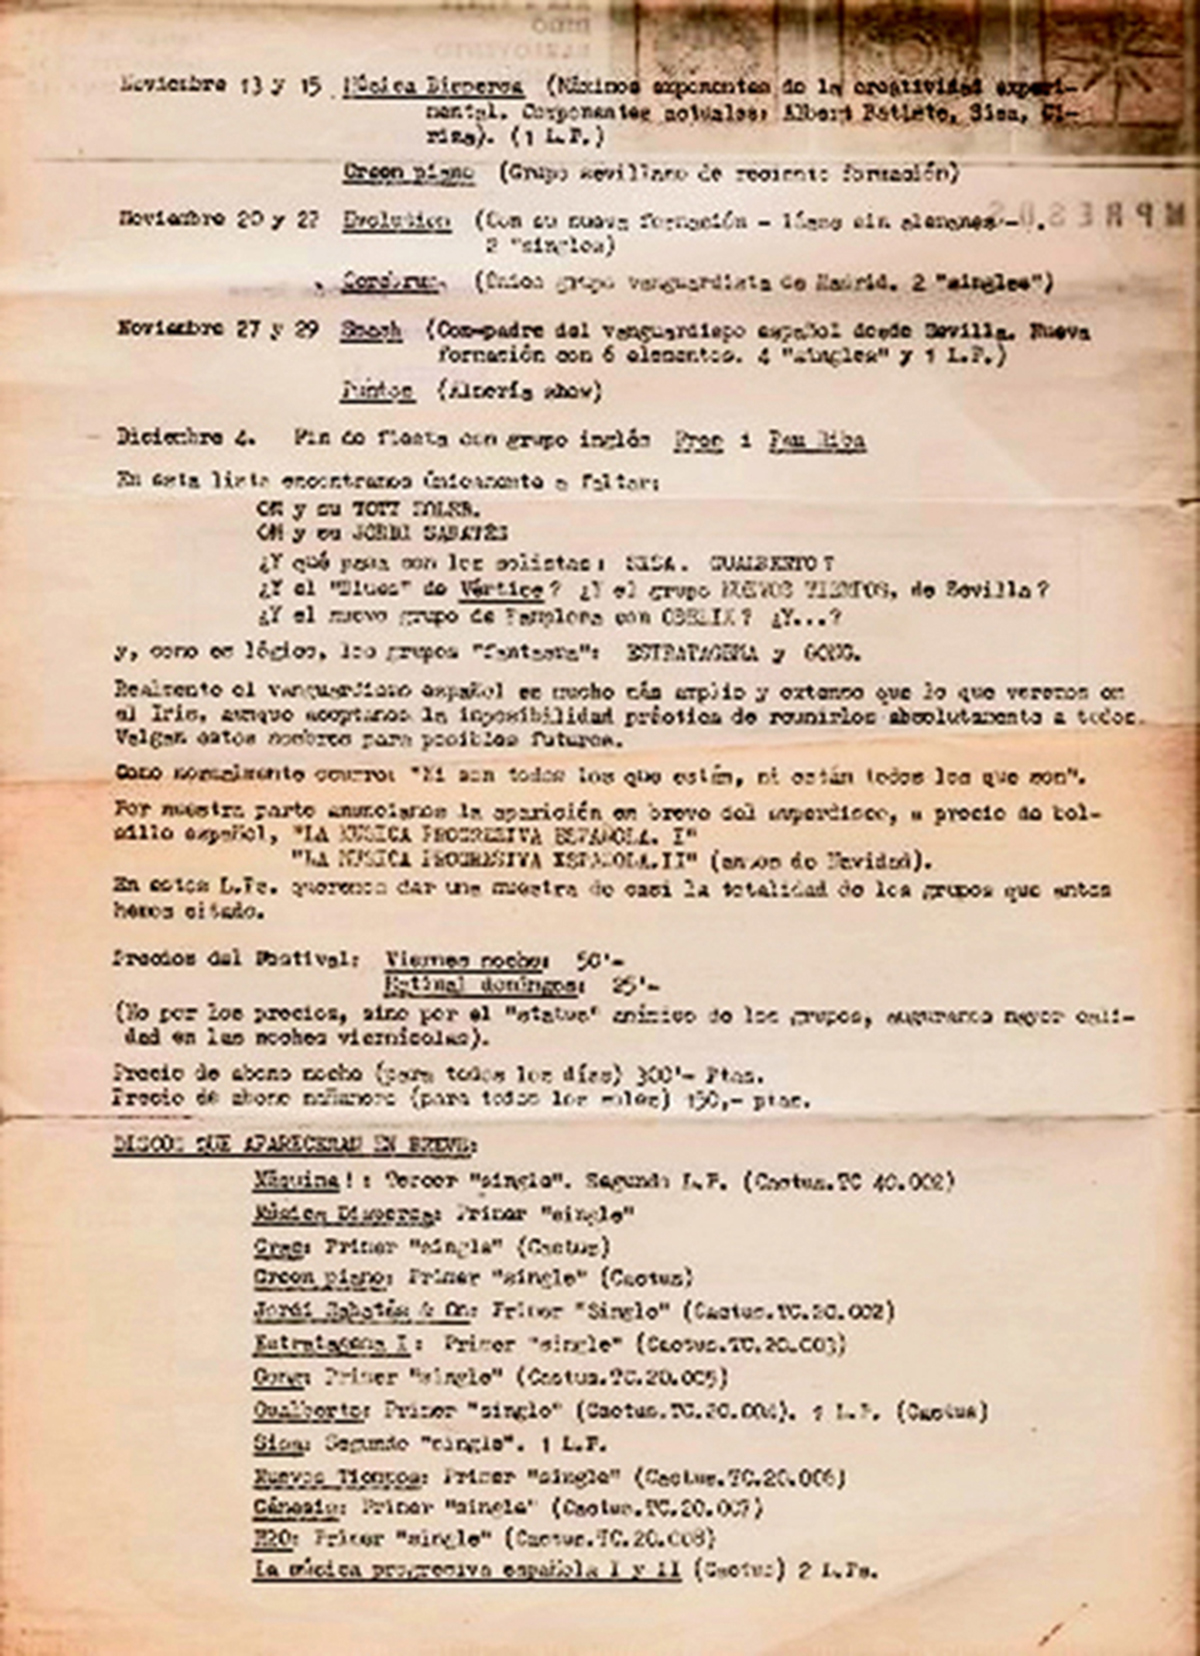 Noviembre 13 y 15 Música Dispersa (Máximos exponentes de la creatividad experi-
mental. Componentes actuales: Albert Batiste, Sisa,
(1 L.P.)
Green piano (Grupo sevillano de reciente formación)
Noviembre 20 y 22 Evolution (Con su nueva formación - sin
2 "singles)
Cerebrum (Único grupo vanguardista de Madrid. 2 "singles")
Noviembre 27 y 29 Smash (Com-padre del vanguardismo español desde Sevilla. Nueva
formación con 6 elementos. 4 "singles" y 1 L.P.)
Puntos (Almería show)
Diciembre 4. Fin de fiesta con grupo inglés i Pau Riba
En esta lista encontramos únicamente a faltar:
OM y su TOTI SOLER.
OM y su JORDI SABATÉS
¿Y qué pasa con los solistas: SISA. GUALBERTO?
¿Y el "Blues" de Vértice? ¿Y el grupo NUEVOS TIEMPOS, de Sevilla?
¿Y el nuevo grupo de Pamplona con OBELIX? ¿Y...?
y, como es lógico, los grupos "fantasma": ESTRATAGEMA y GONG.
Realmente el vanguardismo español es mucho más amplio y extenso que lo que veremos en
el Iris, aunque aceptamos la imposibilidad práctica de reunirlos absolutamente a todos.
Valgan estos nombres para posibles futuros.
Como normalmente ocurre: "Ni son todos los que están, ni están todos los que son".
Por nuestra parte anunciamos la aparición en breve del superdisco, a precio de bol-
sillo español, "LA MUSICA PROGRESIVA ESPAÑOLA. I"
"LA MUSICA PROGRESIVA ESPAÑOLA.II" (antes de Navidad).
En estos L.Ps. queremos dar una muestra de casi la totalidad de los grupos que antes
hemos citado.
Precios del Festival: Viernes noche: 50'-
Matinal domingos: 25'-
(No por los precios, sino por el "status" anímico de los grupos, auguramos mayor cali-
dad en las noches viernícolas).
Precio de abono noche (para todos los días) 300'- Ptas.
Precio de abono mañanero (para todos los soles) 150,- ptas.
DISCOS QUE APARECERAN EN BREVE:
Máquina!: Tercer "single". Segundo L.P. (Cactus.TC 40.002)
Música Dispersa: Primer "single"
Primer "single" (Cactus)
Green piano: Primer "single" (Cactus)
Jordi Sabatés & Om: Primer "Single" (Cactus.TC.20.002)
Estratagema I: Primer "single" (Cactus.TC.20.003)
Gong: Primer "single" (Cactus.TC.20.005)
Gualberto: Primer "single" (Cactus.TC.20.004). 1 L.P. (Cactus)
Sisa: Segundo "single". 1 L.P.
Nuevos Tiempos: Primer "single" (Cactus.TC.20.006)
Génesis: Primer "single" (Cactus.TC.20.007)
H2O: Primer "single" (Cactus.TC.20.008)
La música progresiva española I y II (Cactus) 2 L.Ps.